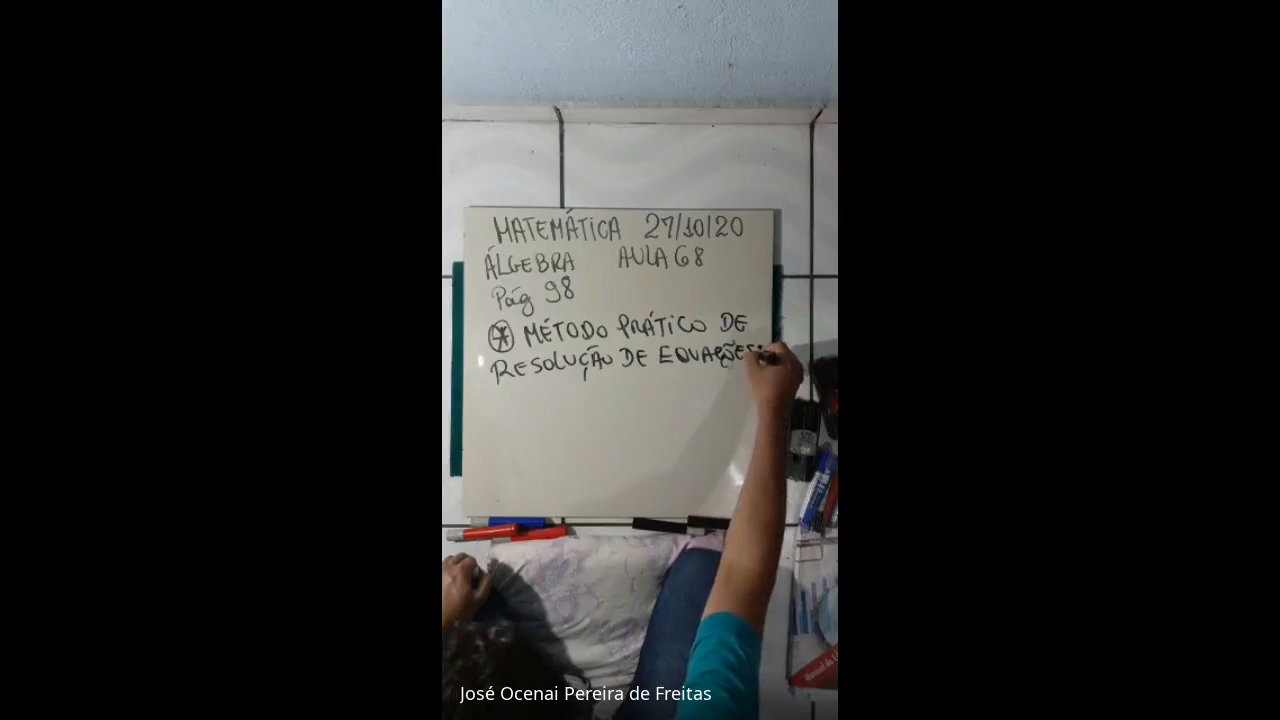 MATEMÁTICA 27/10/20
ÁLGEBRA AULA 68
Pág 98
* MÉTODO PRÁTICO DE
RESOLUÇÃO DE EQUAÇÕES:
José Ocenai Pereira de Freitas